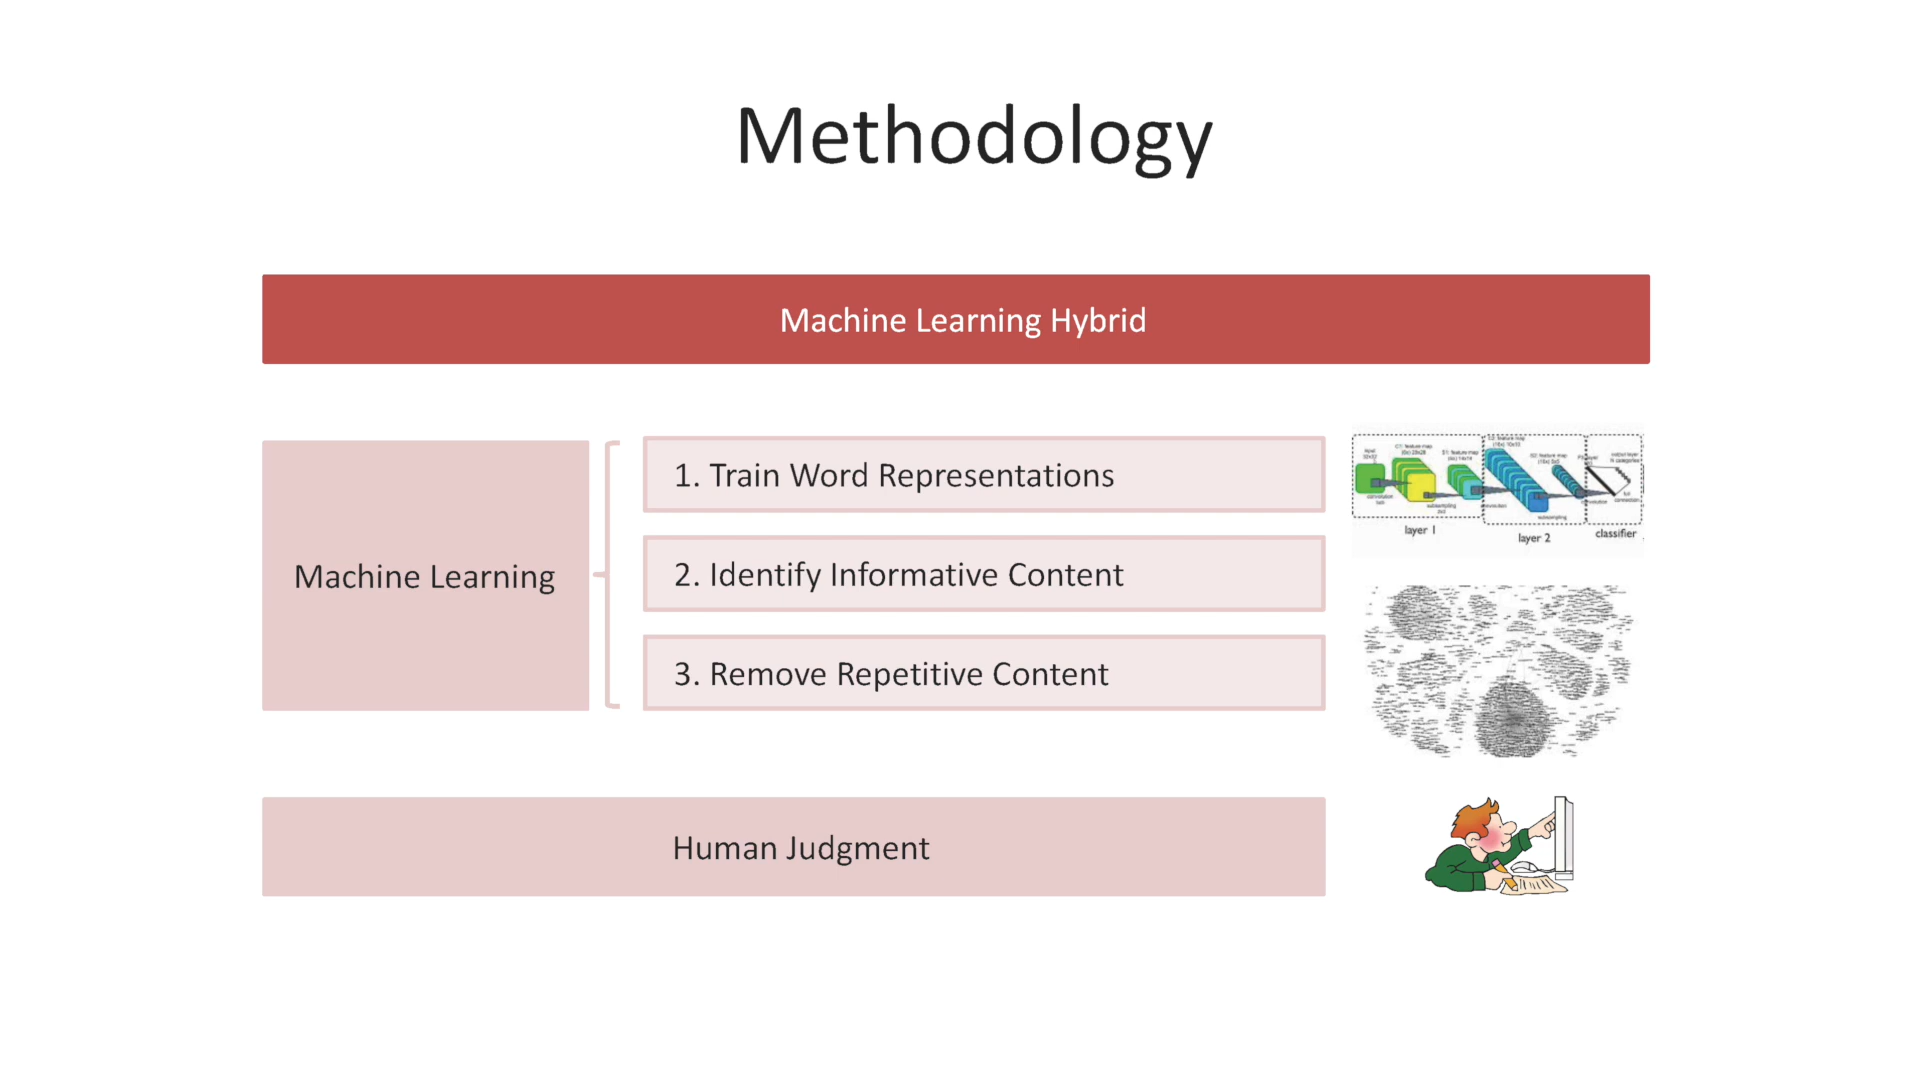 Methodology
Machine Learning Hybrid
Machine Learning
1. Train Word Representations
2. Identify Informative Content
3. Remove Repetitive Content
layer 1
layer 2
classifier
Human Judgment